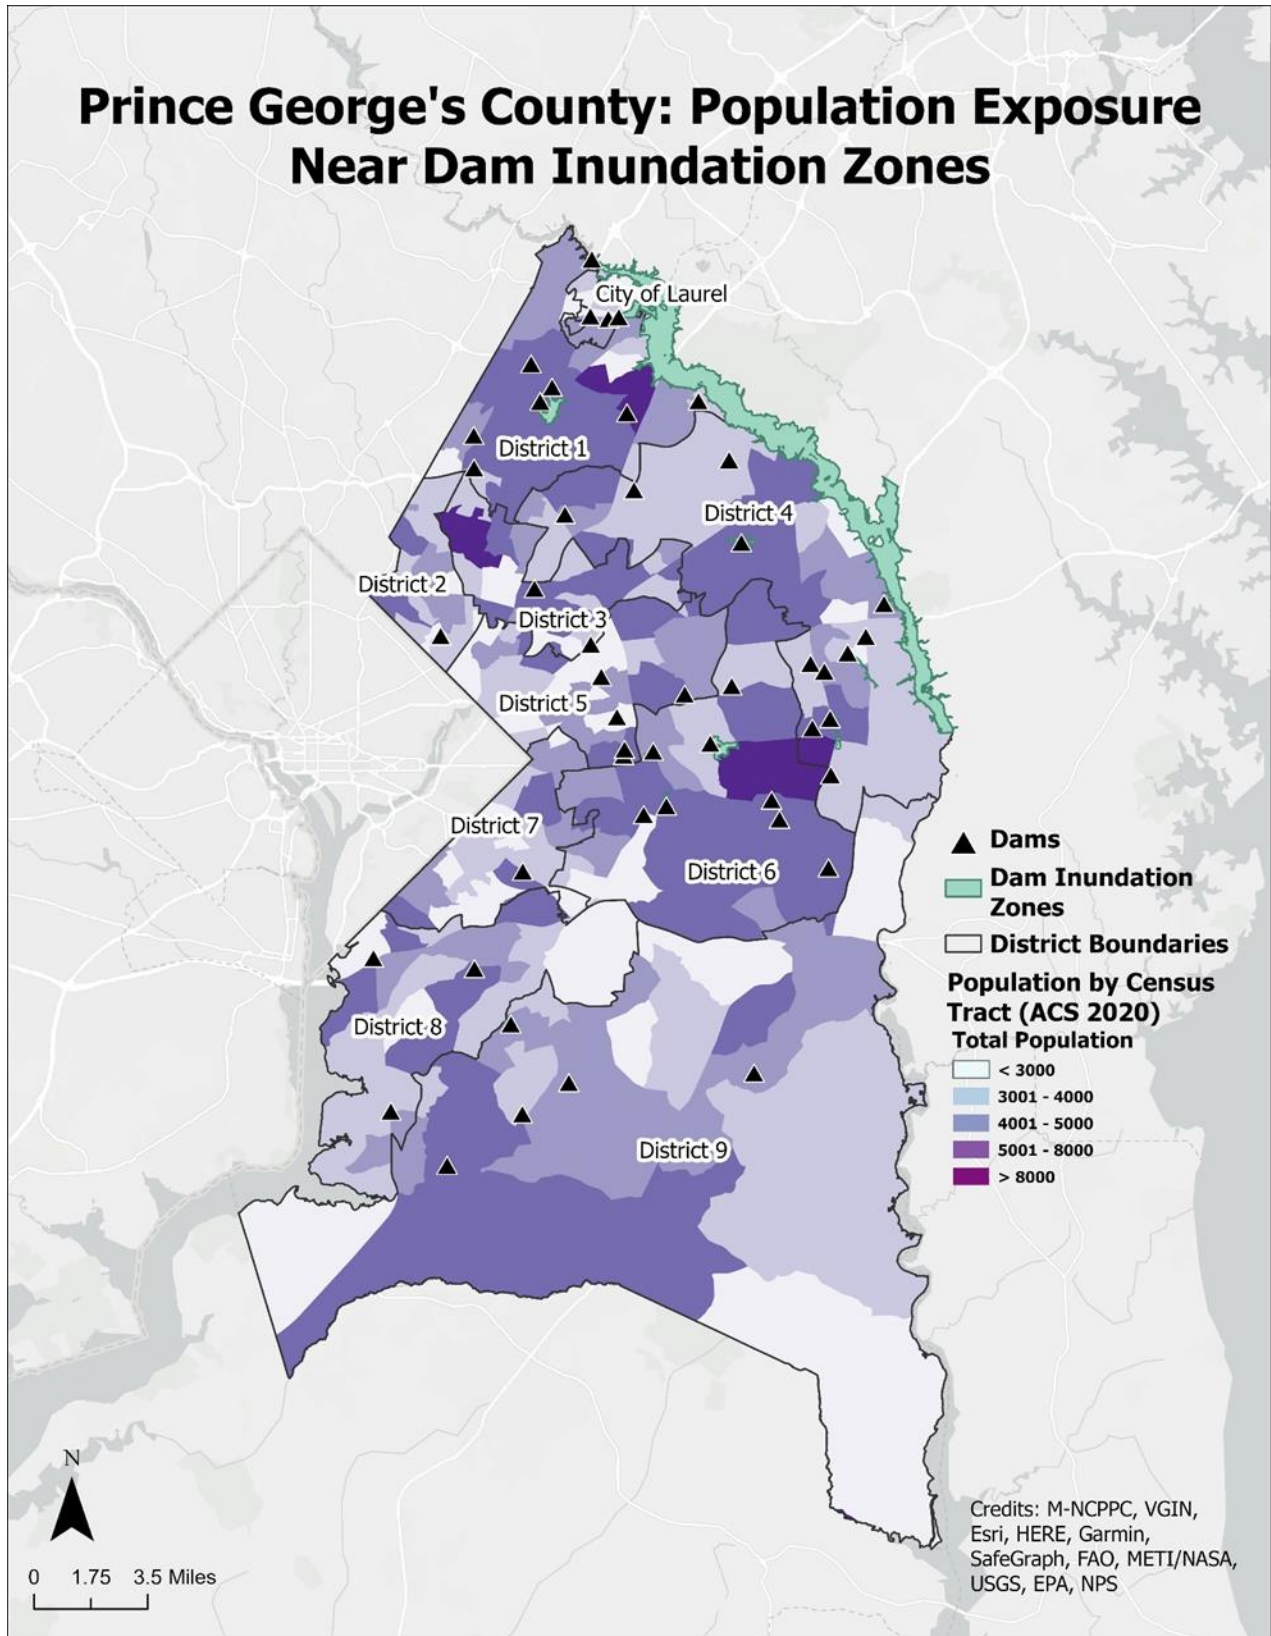 Prince George's County: Population Exposure
Near Dam Inundation Zones
City of Laurel
District 1
District 4
District 2
District 3
District 5
District 7
District 6
District 8
District 9
Dams
Dam Inundation
Zones
District Boundaries
Population by Census
Tract (ACS 2020)
Total Population
< 3000
3001 - 4000
4001 - 5000
5001 - 8000
> 8000
N
0 1.75 3.5 Miles
Credits: M-NCPPC, VGIN,
Esri, HERE, Garmin,
SafeGraph, FAO, METI/NASA,
USGS, EPA, NPS